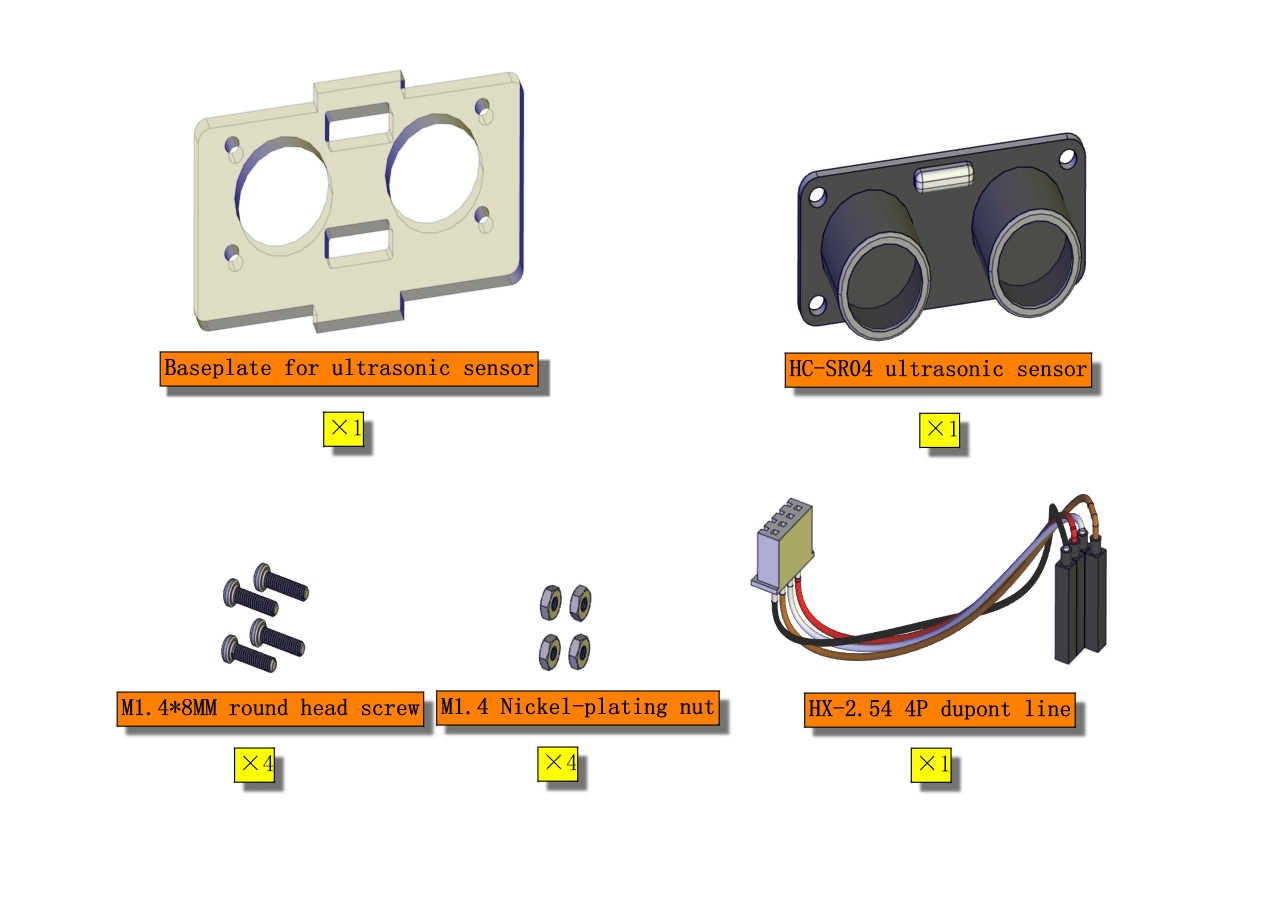 Baseplate for ultrasonic sensor
HC-SR04 ultrasonic sensor
×1
×1
M1.4*8MM round head screw
M1.4 Nickel-plating nut
HX-2.54 4P dupont line
×4
×4
×1